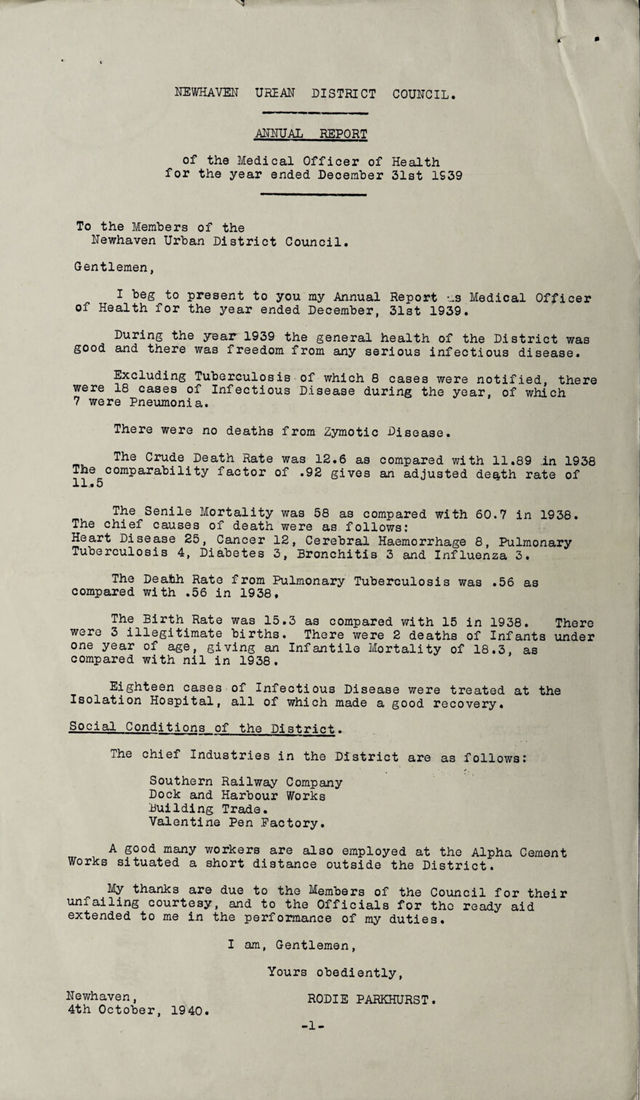 NEWHAVEN URBAN DISTRICT COUNCIL.
ANNUAL REPORT
of the Medical Officer of Health
for the year ended December 31st 1939
To the Members of the
Newhaven Urban District Council.
Gentlemen,
I beg to present to you my Annual Report as Medical Officer
of Health for the year ended December, 31st 1939.
During the year 1939 the general health of the District was
good and there was freedom from any serious infectious disease.
Excluding Tuberculosis of which 8 cases were notified, there
were 18 cases of Infectious Disease during the year, of which
7 were Pneumonia.
There were no deaths from Zymotic Disease.
The Crude Death Rate was 12.6 as compared with 11.89 in 1938
The comparability factor of .92 gives an adjusted death rate of
11.5
The Senile Mortality was 58 as compared with 60.7 in 1938.
The chief causes of death were as follows:
Heart Disease 25, Cancer 12, Cerebral Haemorrhage 8, Pulmonary
Tuberculosis 4, Diabetes 3, Bronchitis 3 and Influenza 3.
The Death Rate from Pulmonary Tuberculosis was .56 as
compared with .56 in 1938.
The Birth Rate was 15.3 as compared with 15 in 1938. There
were 3 illegitimate births. There were 2 deaths of Infants under
one year of age, giving an Infantile Mortality of 18.3, as
compared with nil in 1938.
Eighteen cases of Infectious Disease were treated at the
Isolation Hospital, all of which made a good recovery.
Social Conditions of the District.
The chief Industries in the District are as follows:
Southern Railway Company
Dock and Harbour Works
Building Trade.
Valentine Pen Factory.
A good many workers are also employed at the Alpha Cement
Works situated a short distance outside the District.
My thanks are due to the Members of the Council for their
unfailing courtesy, and to the Officials for the ready aid
extended to me in the performance of my duties.
I am, Gentlemen,
Yours obediently,
Newhaven, RODIE PARKHURST.
4th October, 1940.
-1-